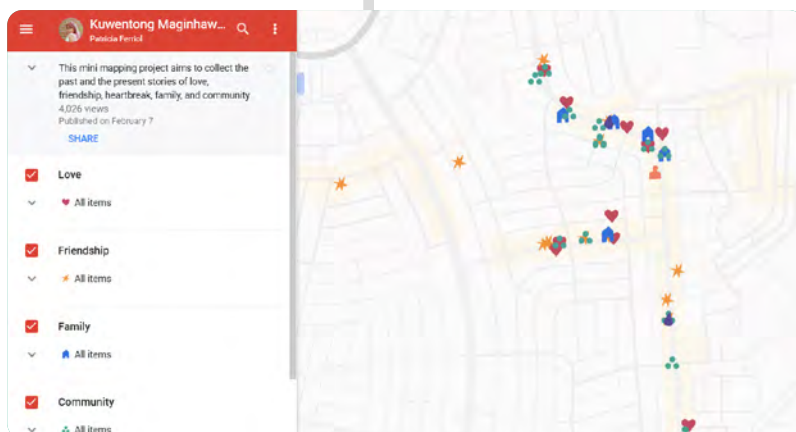 Kuwentong Maginhaw...
Patricia Ferriol
This mini mapping project aims to collect the
past and the present stories of love,
friendship, heartbreak, family, and community
4,026 views
Published on February 7
SHARE
Love
All items
Friendship
All items
Family
All items
Community
All items